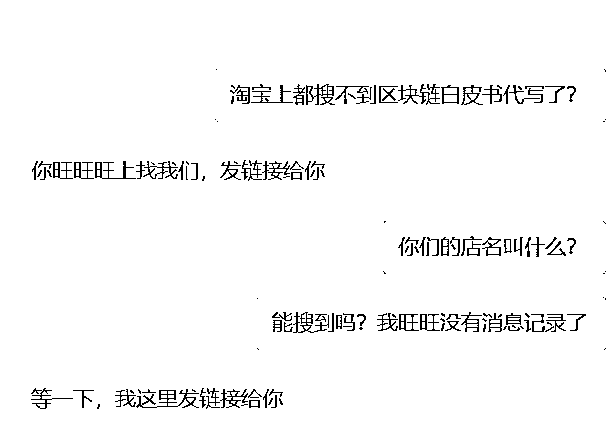 淘宝上都搜不到区块链白皮书代写了？
你旺旺旺上找我们，发链接给你
你们的店名叫什么？
能搜到吗？我旺旺没有消息记录了
等一下，我这里发链接给你